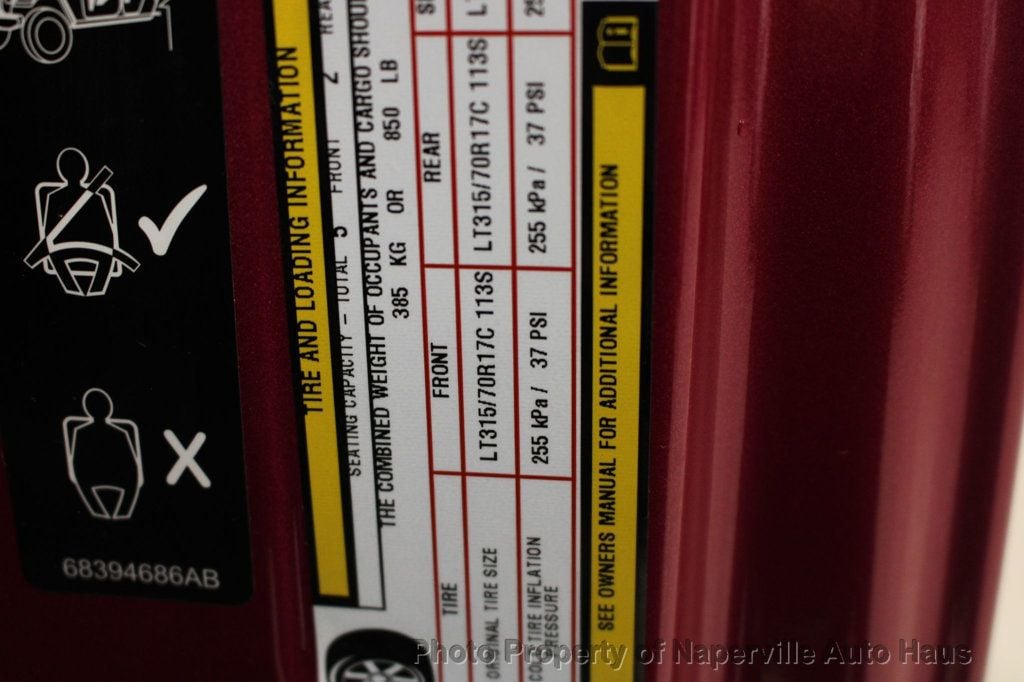 TIRE AND LOADING INFORMATION
SEATING CAPACITY – TOTAL 5 FRONT 2
THE COMBINED WEIGHT OF OCCUPANTS AND CARGO
385 KG OR 850 LB
TIRE FRONT REAR
ORIGINAL TIRE SIZE LT315/70R17C 113S LT315/70R17C 113S
TIRE INFLATION PRESSURE 255 kPa / 37 PSI 255 kPa / 37 PSI
SEE OWNERS MANUAL FOR ADDITIONAL INFORMATION
68394686AB
Photo Property of Naperville Auto Haus